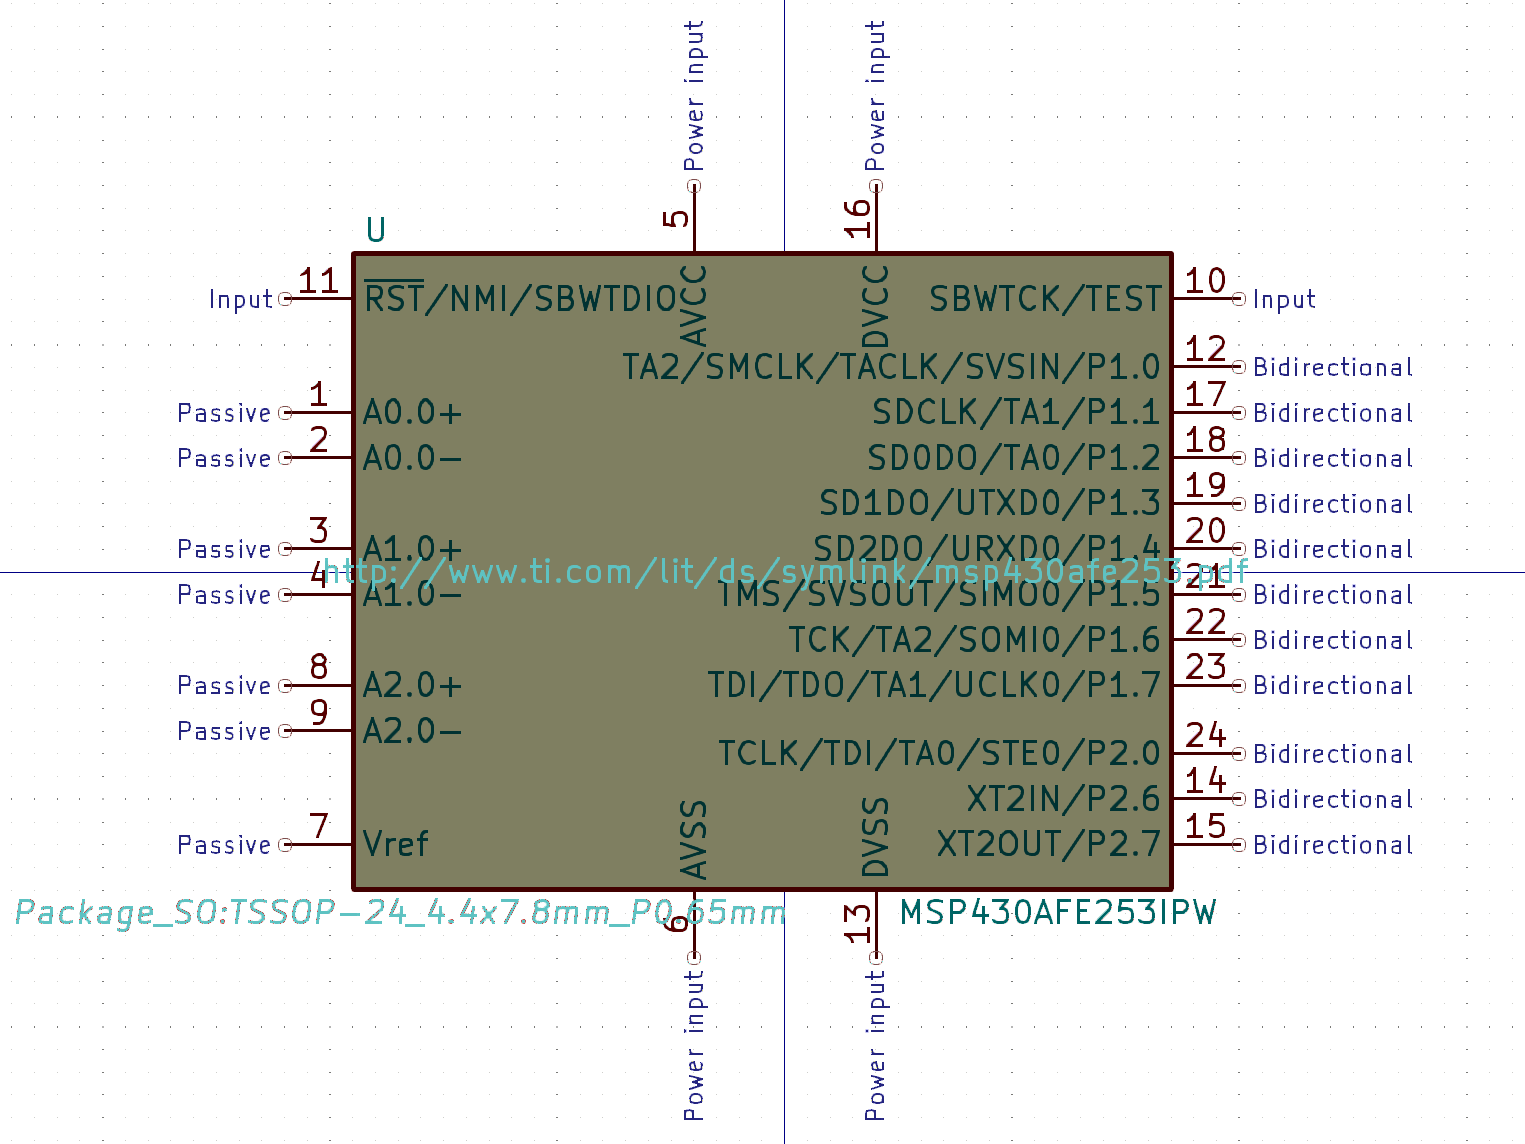 Power input
Power input
5
16
U
AVCC
DVCC
Input 11 RST/NMI/SBWTDIO
SBWTCK/TEST 10 Input
TA2/SMCLK/TACLK/SVSIN/P1.0 12 Bidirectional
Passive 1 A0.0+
SDCLK/TA1/P1.1 17 Bidirectional
Passive 2 A0.0-
SD0DO/TA0/P1.2 18 Bidirectional
SD1DO/UTXD0/P1.3 19 Bidirectional
Passive 3 A1.0+
SD2DO/URXD0/P1.4 20 Bidirectional
http://www.ti.com/lit/ds/symlink/msp430afe253.pdf
Passive 4 A1.0-
TMS/SVSOUT/SIMO0/P1.5 21 Bidirectional
TCK/TA2/SOMI0/P1.6 22 Bidirectional
Passive 8 A2.0+
TDI/TDO/TA1/UCLK0/P1.7 23 Bidirectional
Passive 9 A2.0-
TCLK/TDI/TA0/STE0/P2.0 24 Bidirectional
XT2IN/P2.6 14 Bidirectional
Passive 7 Vref
XT2OUT/P2.7 15 Bidirectional
AVSS
DVSS
Package_SO:TSSOP-24_4.4x7.8mm_P0.65mm
MSP430AFE253IPW
6
13
Power input
Power input